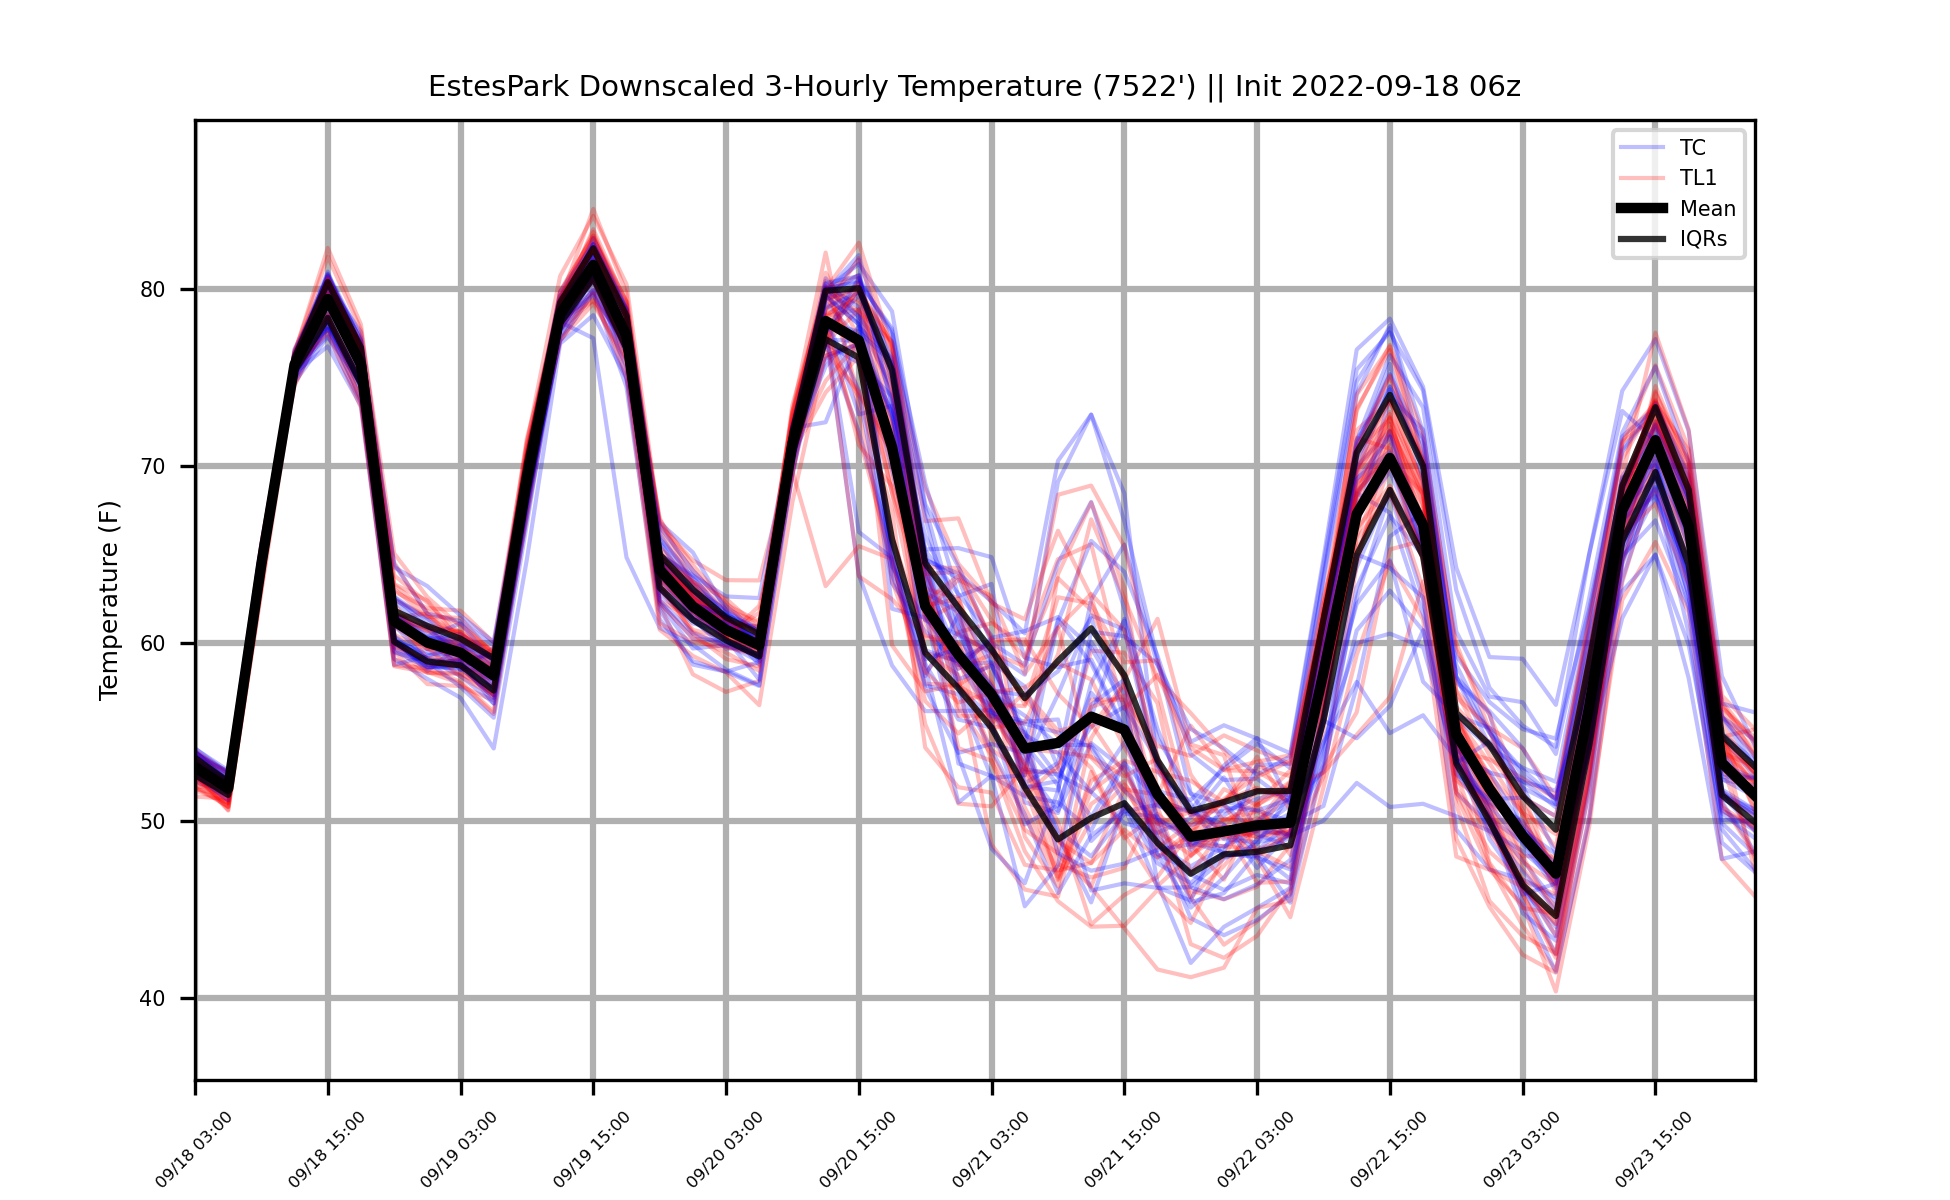 EstesPark Downscaled 3-Hourly Temperature (7522') || Init 2022-09-18 06z
TC
TL1
Mean
IQRs
Temperature (F)
80
70
60
50
40
09/18 03:00
09/18 15:00
09/19 03:00
09/19 15:00
09/20 03:00
09/20 15:00
09/21 03:00
09/21 15:00
09/22 03:00
09/22 15:00
09/23 03:00
09/23 15:00